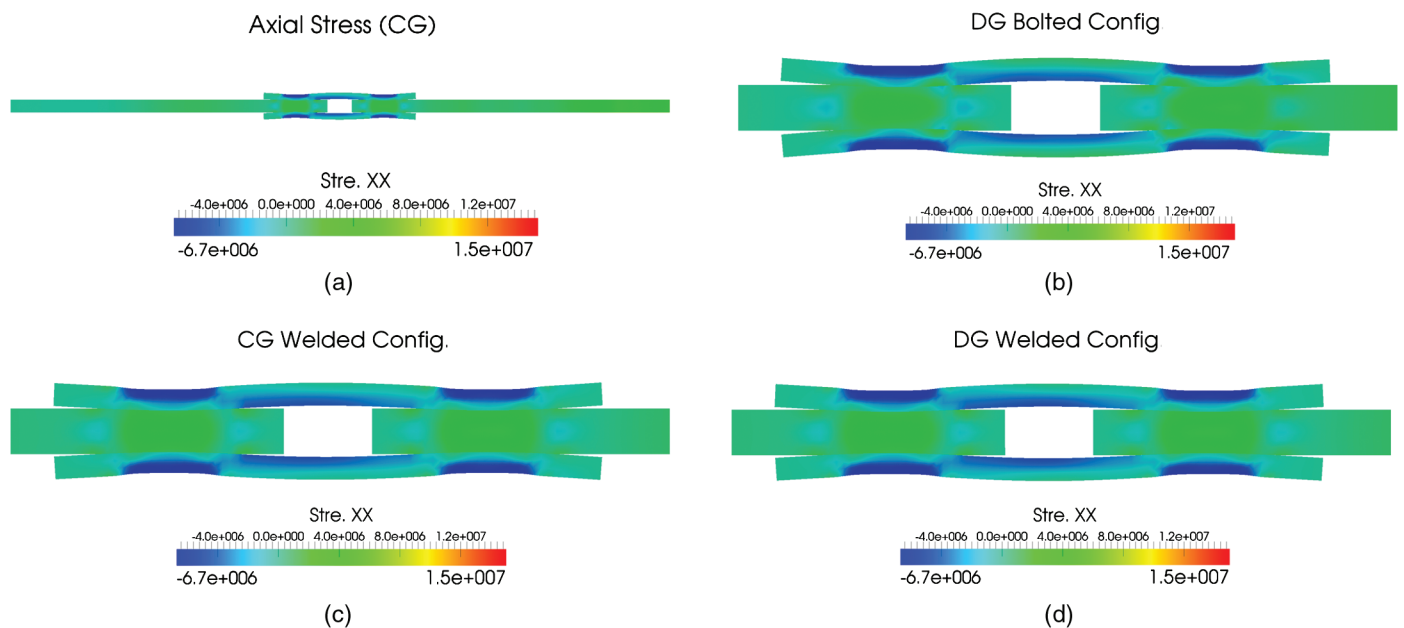 Axial Stress (CG)
Stre. XX
-4.0e+006 0.0e+000 4.0e+006 8.0e+006 1.2e+007
-6.7e+006 1.5e+007
(a)
DG Bolted Config
Stre. XX
-4.0e+006 0.0e+000 4.0e+006 8.0e+006 1.2e+007
-6.7e+006 1.5e+007
(b)
CG Welded Config.
Stre. XX
-4.0e+006 0.0e+000 4.0e+006 8.0e+006 1.2e+007
-6.7e+006 1.5e+007
(c)
DG Welded Config
Stre. XX
-4.0e+006 0.0e+000 4.0e+006 8.0e+006 1.2e+007
-6.7e+006 1.5e+007
(d)